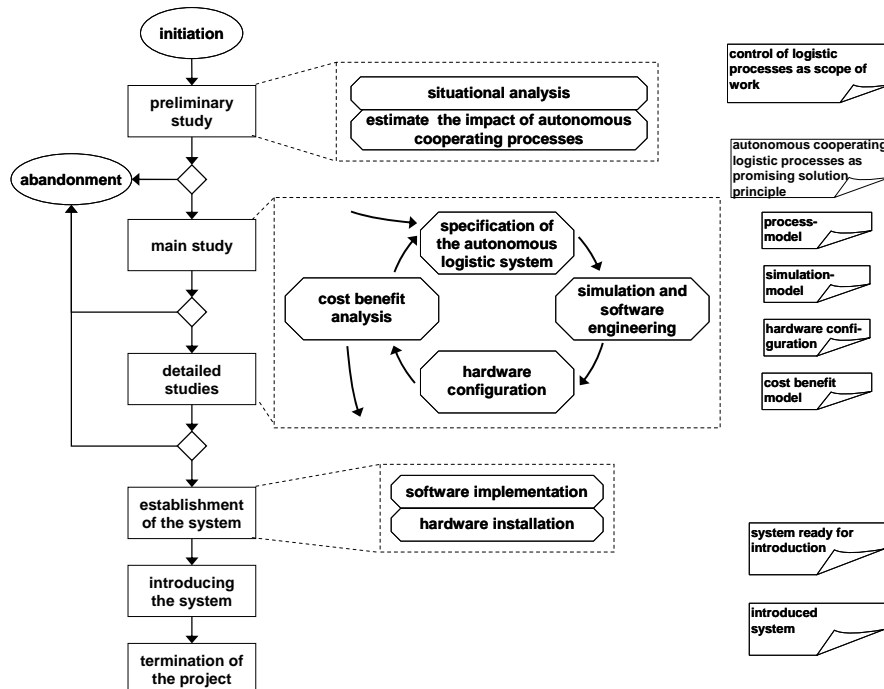 initiation
preliminary
study
abandonment
main study
detailed
studies
establishment
of the system
introducing
the system
termination of
the project
situational analysis
estimate the impact of autonomous
cooperating processes
specification of
the autonomous
logistic system
cost benefit
analysis
simulation and
software
engineering
hardware
configuration
software implementation
hardware installation
control of logistic
processes as scope of
work
autonomous cooperating
logistic processes as
promising solution
principle
process-
model
simulation-
model
hardware confi-
guration
cost benefit
model
system ready for
introduction
introduced
system